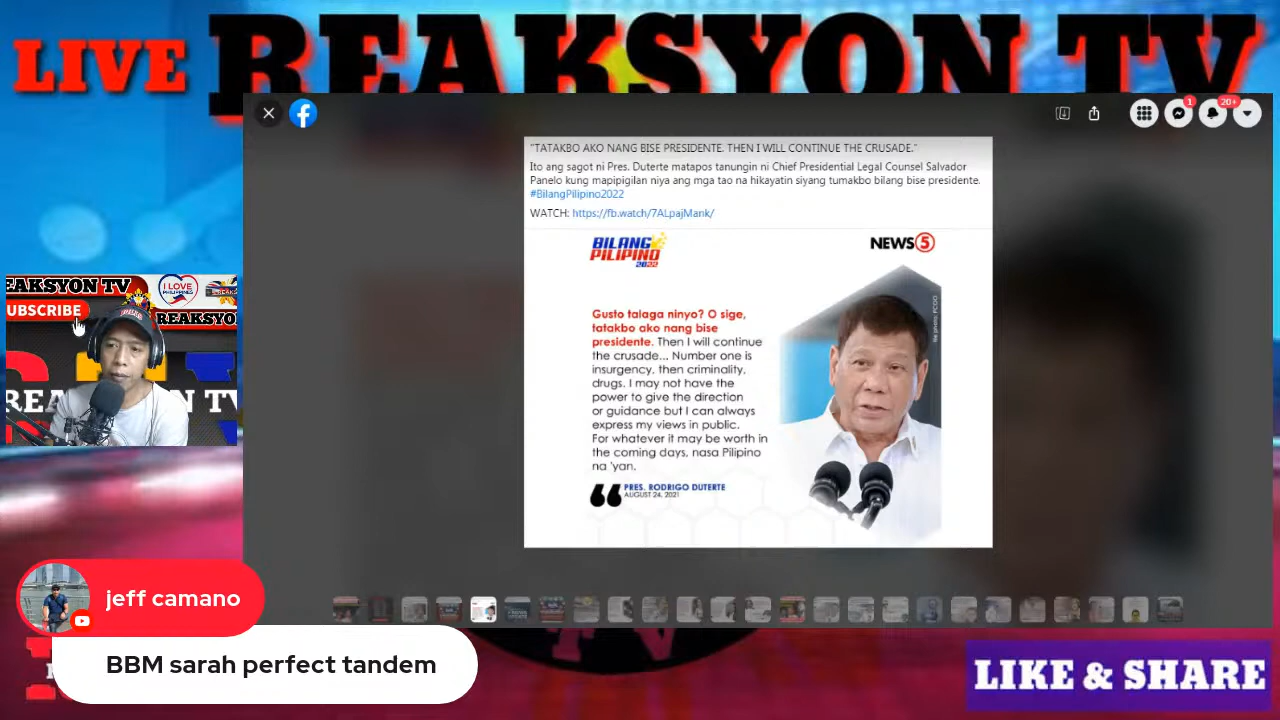 LIVE REAKSYON TV
1
20+
"TATAKBO AKO NANG BISE PRESIDENTE. THEN I WILL CONTINUE THE CRUSADE."
Ito ang sagot ni Pres. Duterte matapos tanungin ni Chief Presidential Legal Counsel Salvador
Panelo kung mapipigilan niya ang mga tao na hikayatin siyang tumakbo bilang bise presidente.
#BilangPilipino2022
WATCH: https://fb.watch/7ALpajMank/
BILANG
PILIPINO
2022
NEWS5
Gusto talaga ninyo? O sige,
tatakbo ako nang bise
presidente. Then I will continue
the crusade... Number one is
insurgency, then criminality,
drugs. I may not have the
power to give the direction
or guidance but I can always
express my views in public.
For whatever it may be worth in
the coming days, nasa Pilipino
na 'yan.
PRES. RODRIGO DUTERTE
AUGUST 24, 2021
EAKSYON TV
I LOVE
PHILIPPINES
UBSCRIBE
REAKSYO
jeff camano
BBM sarah perfect tandem
LIKE & SHARE